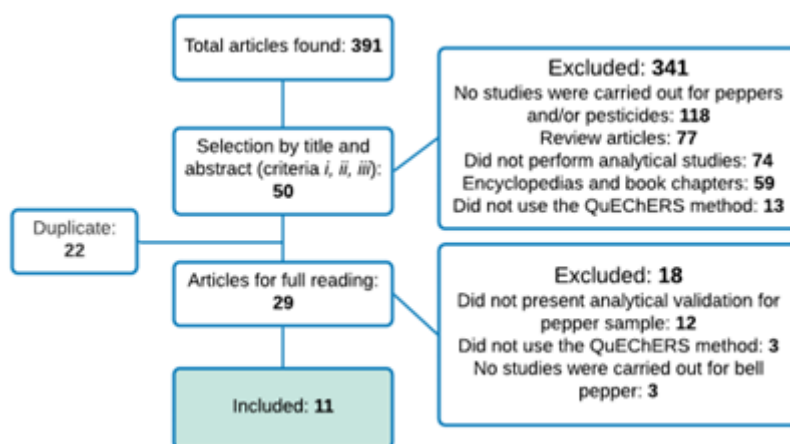 Total articles found: 391
Selection by title and
abstract (criteria i, ii, iii):
50
Excluded: 341
No studies were carried out for peppers
and/or pesticides: 118
Review articles: 77
Did not perform analytical studies: 74
Encyclopedias and book chapters: 59
Did not use the QuEChERS method: 13
Duplicate:
22
Articles for full reading:
29
Excluded: 18
Did not present analytical validation for
pepper sample: 12
Did not use the QuEChERS method: 3
No studies were carried out for bell
pepper: 3
Included: 11